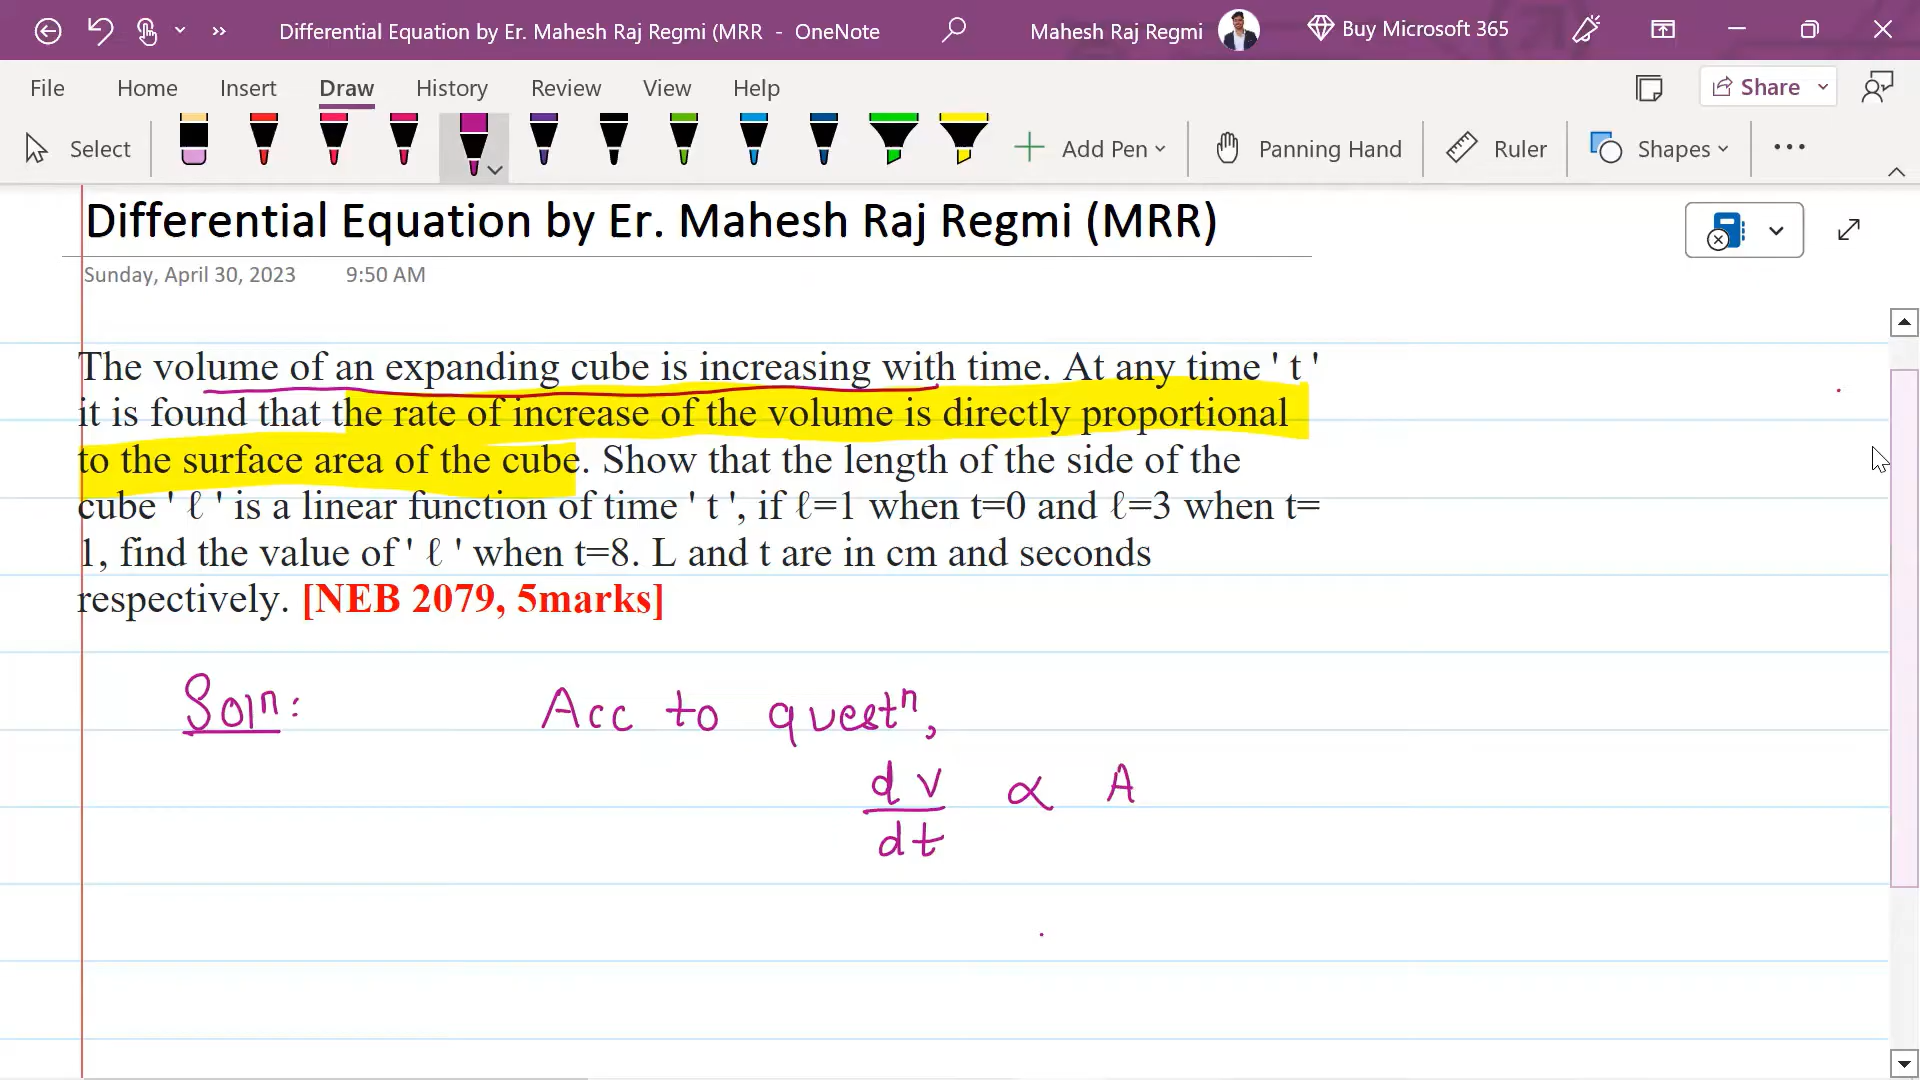 Differential Equation by Er. Mahesh Raj Regmi (MRR - OneNote
Mahesh Raj Regmi
Buy Microsoft 365
File Home Insert Draw History Review View Help
Share
Select
Add Pen
Panning Hand
Ruler
Shapes
Differential Equation by Er. Mahesh Raj Regmi (MRR)
Sunday, April 30, 2023 9:50 AM
The volume of an expanding cube is increasing with time. At any time ' t '
it is found that the rate of increase of the volume is directly proportional
to the surface area of the cube. Show that the length of the side of the
cube ' ℓ ' is a linear function of time ' t ', if ℓ=1 when t=0 and ℓ=3 when t=
1, find the value of ' ℓ ' when t=8. L and t are in cm and seconds
respectively. [NEB 2079, 5marks]
Solⁿ: Acc to questⁿ,
dv ∝ A
dt